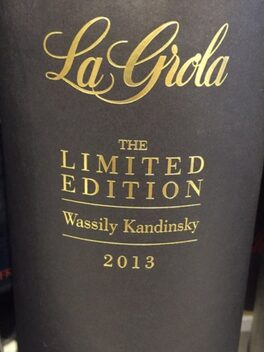 La Grola
THE
LIMITED
EDITION
Wassily Kandinsky
2013